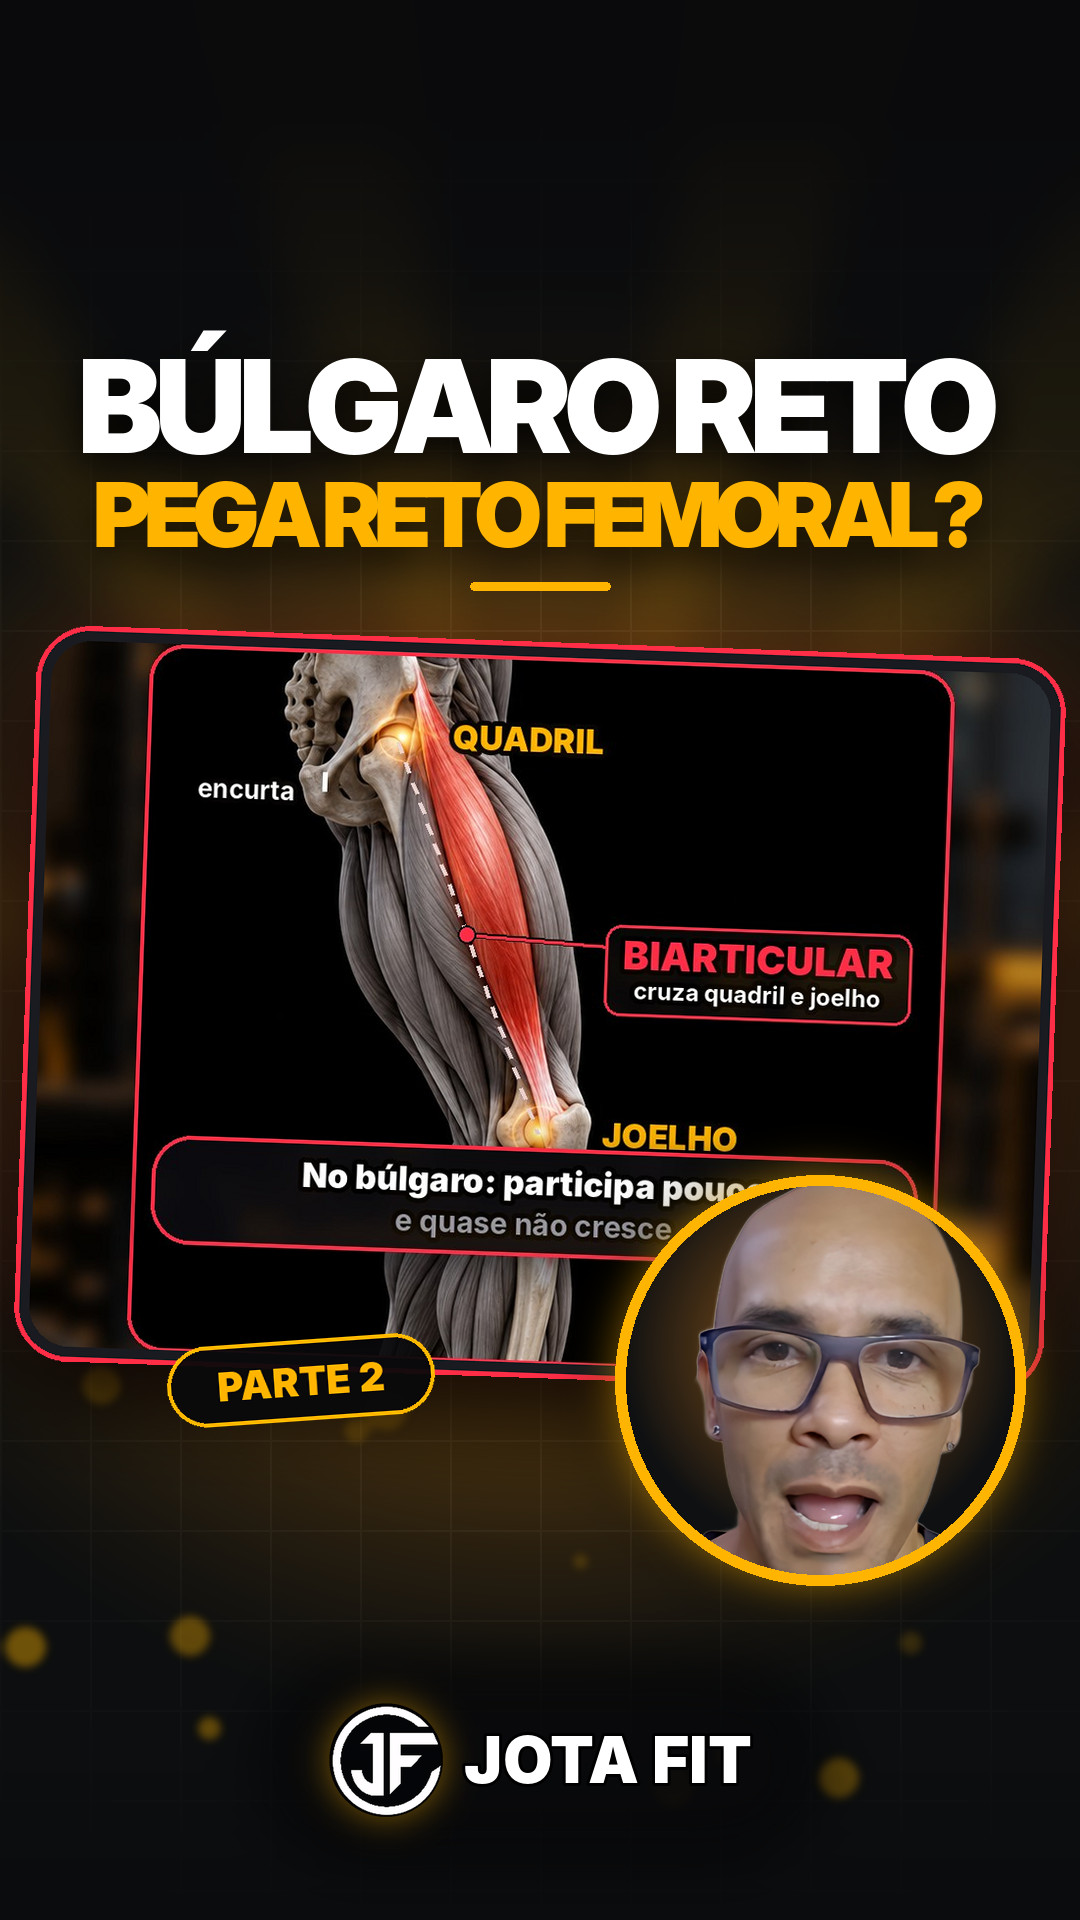 BÚLGARO RETO
PEGA RETO FEMORAL?
QUADRIL
encurta
BIARTICULAR
cruza quadril e joelho
JOELHO
No búlgaro: participa
e quase não cresce
PARTE 2
JF
JOTA FIT